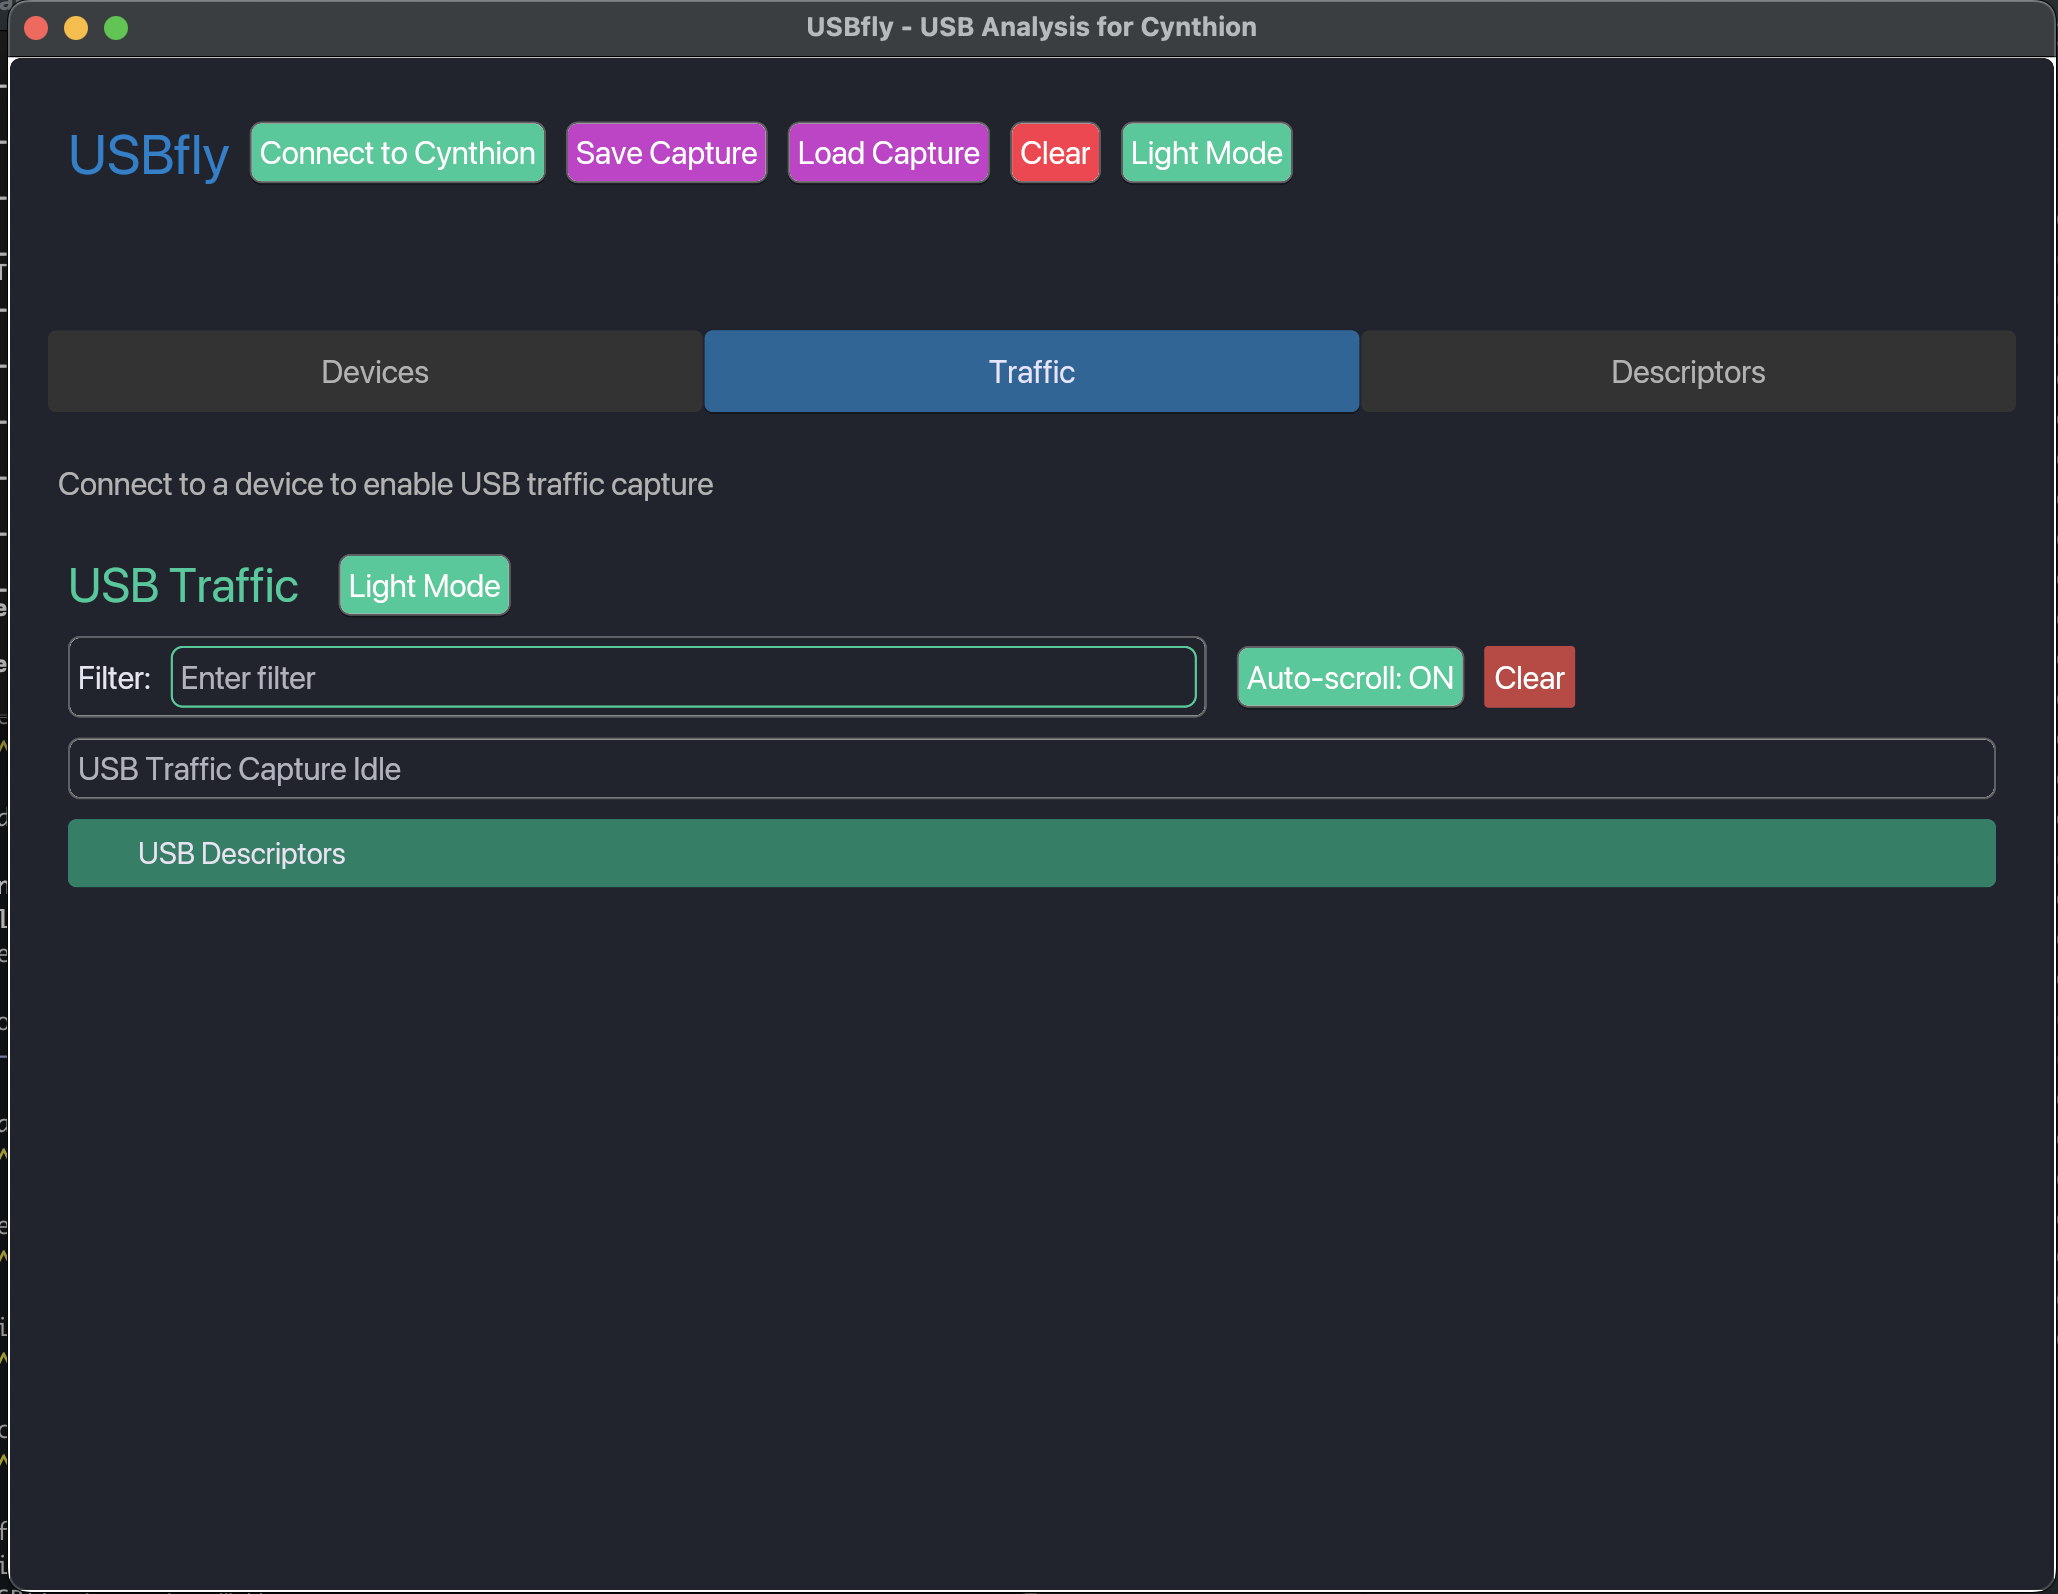 USBfly - USB Analysis for Cynthion
USBfly Connect to Cynthion Save Capture Load Capture Clear Light Mode
Devices Traffic Descriptors
Connect to a device to enable USB traffic capture
USB Traffic Light Mode
Filter: Enter filter Auto-scroll: ON Clear
USB Traffic Capture Idle
USB Descriptors